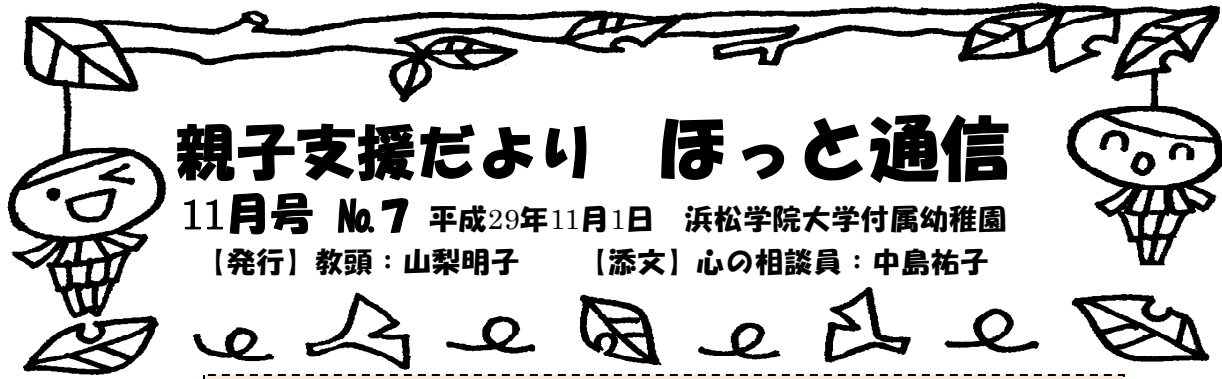 親子支援だより　ほっと通信
11月号 №7 平成29年11月1日　浜松学院大学付属幼稚園
【発行】教頭：山梨明子　【添文】心の相談員：中島祐子